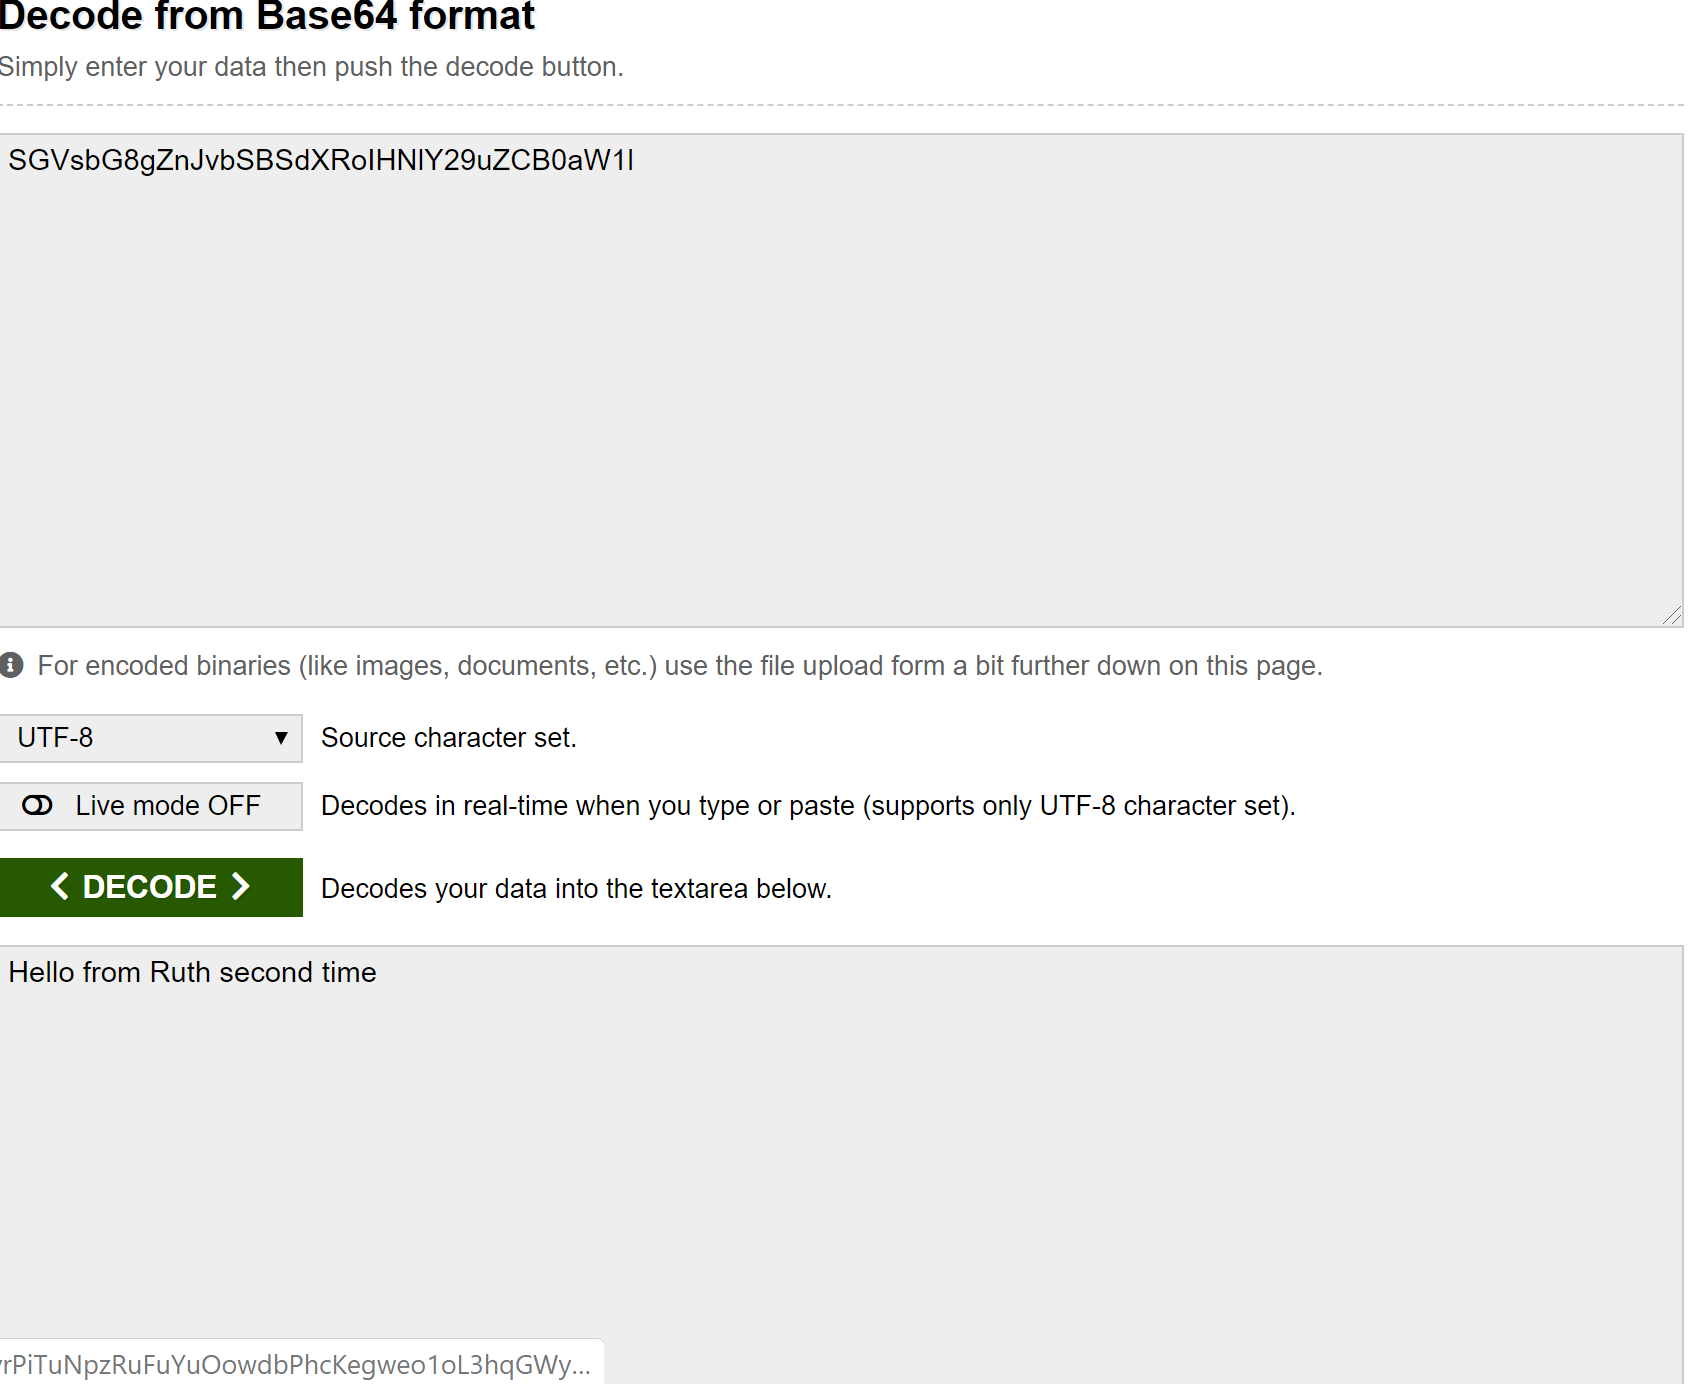 Decode from Base64 format
Simply enter your data then push the decode button.
SGVsbG8gZnJvbSBSdXRoIHNlY29uZCB0aW1l
For encoded binaries (like images, documents, etc.) use the file upload form a bit further down on this page.
UTF-8 ▼ Source character set.
Live mode OFF Decodes in real-time when you type or paste (supports only UTF-8 character set).
< DECODE > Decodes your data into the textarea below.
Hello from Ruth second time
rPiTuNpzRuFuYuOowdbPhcKegweo1oL3hqGWy...